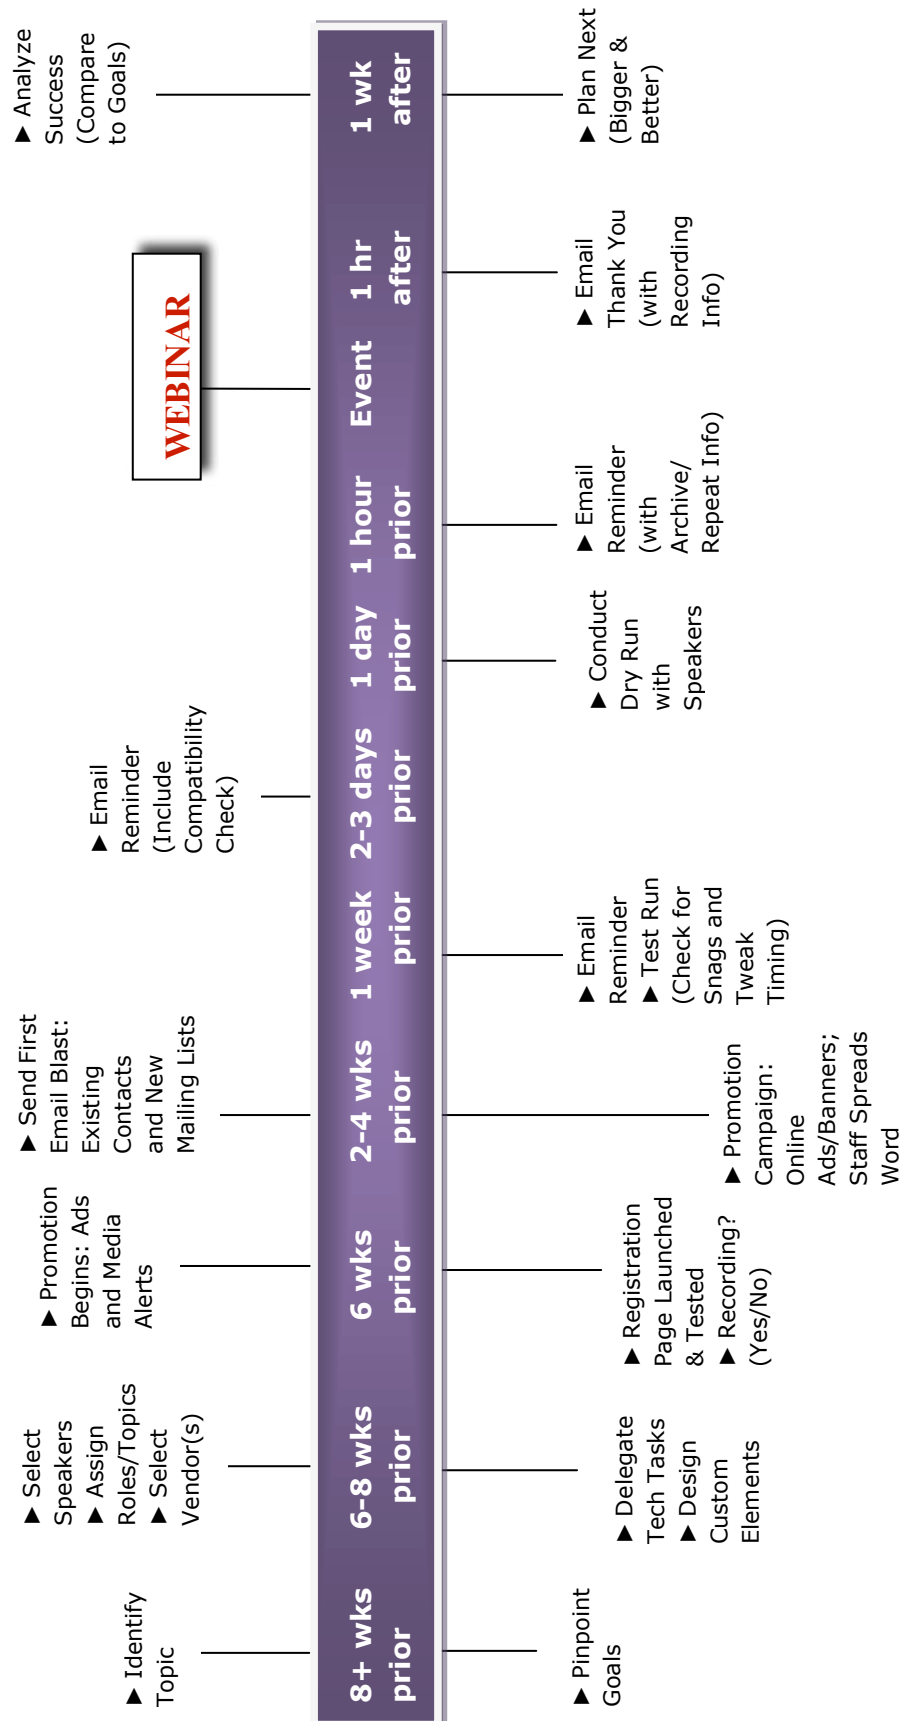 ► Identify
Topic
► Select
Speakers
► Assign
Roles/Topics
► Select
Vendor(s)
► Promotion
Begins: Ads
and Media
Alerts
► Send First
Email Blast:
Existing
Contacts
and New
Mailing Lists
► Email
Reminder
(Include
Compatibility
Check)
WEBINAR
► Analyze
Success
(Compare
to Goals)
8+ wks
prior
6-8 wks
prior
6 wks
prior
2-4 wks
prior
1 week
prior
2-3 days
prior
1 day
prior
1 hour
prior
Event
1 hr
after
1 wk
after
► Pinpoint
Goals
► Delegate
Tech Tasks
► Design
Custom
Elements
► Registration
Page Launched
& Tested
► Recording?
(Yes/No)
► Promotion
Campaign:
Online
Ads/Banners;
Staff Spreads
Word
► Email
Reminder
► Test Run
(Check for
Snags and
Tweak
Timing)
► Conduct
Dry Run
with
Speakers
► Email
Reminder
(with
Archive/
Repeat Info)
► Email
Thank You
(with
Recording
Info)
► Plan Next
(Bigger &
Better)